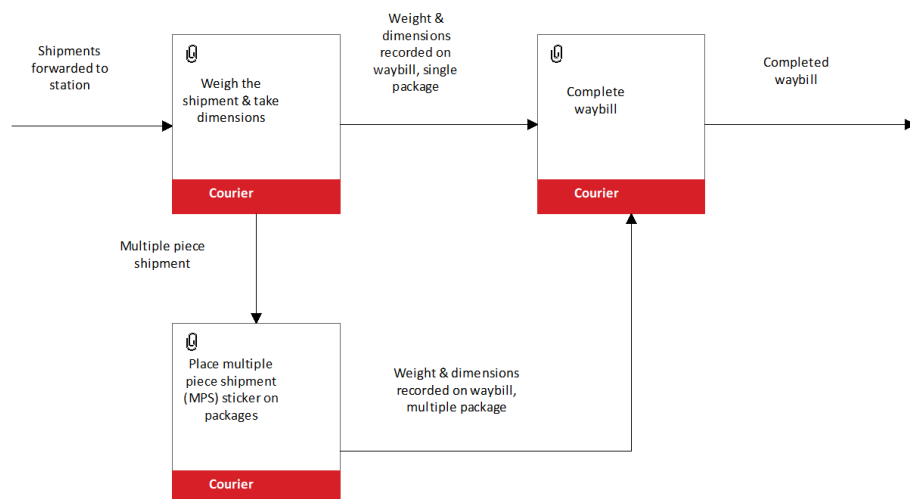 Shipments
forwarded to
station
Weigh the
shipment & take
dimensions
Courier
Weight &
dimensions
recorded on
waybill, single
package
Complete
waybill
Courier
Completed
waybill
Multiple piece
shipment
Place multiple
piece shipment
(MPS) sticker on
packages
Courier
Weight & dimensions
recorded on waybill,
multiple package